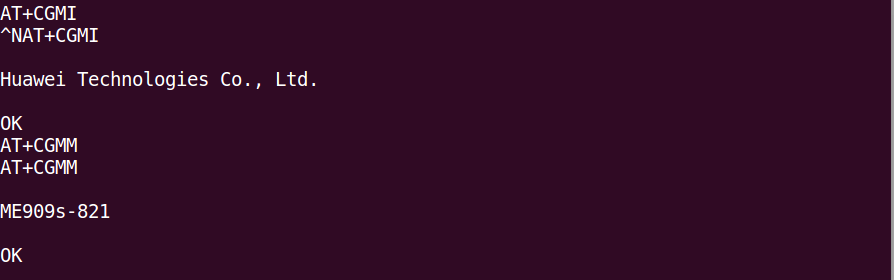 AT+CGMI
^NAT+CGMI
Huawei Technologies Co., Ltd.
OK
AT+CGMM
AT+CGMM
ME909s-821
OK